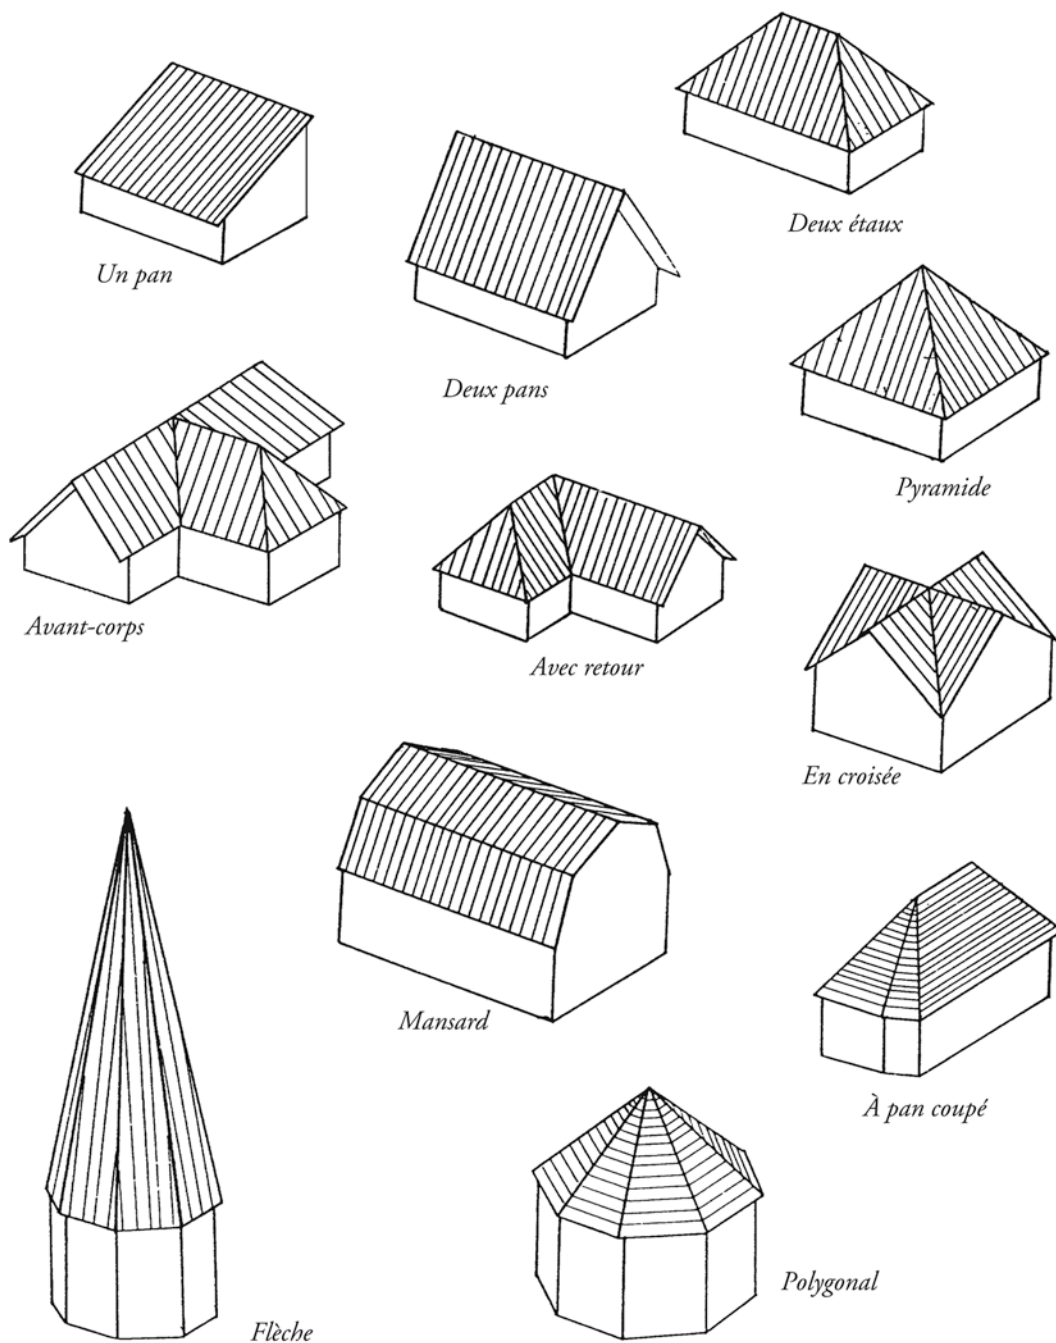 Deux étaux
Un pan
Deux pans
Pyramide
Avant-corps
Avec retour
En croisée
Mansard
À pan coupé
Polygonal
Flèche